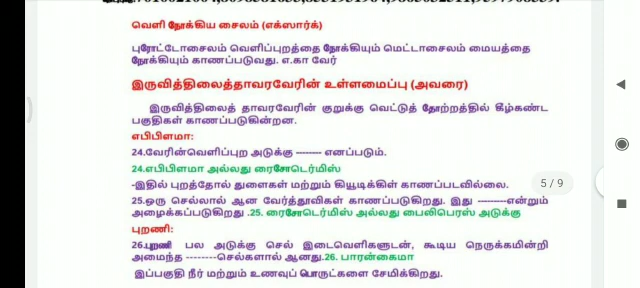 வெளி நோக்கிய சைலம் (எக்ஸார்க்)
புரோட்டோசைலம் வெளிப்புறத்தை நோக்கியும் மெட்டாசைலம் மையத்தை
நோக்கியும் காணப்படுவது. எ.கா வேர்
இருவித்திலைத்தாவரவேரின் உள்ளமைப்பு (அவரை)
இருவித்திலைத் தாவரவேரின் குறுக்கு வெட்டுத் தோற்றத்தில் கீழ்கண்ட
பகுதிகள் காணப்படுகின்றன.
எபிபிளமா:
24.வேரின்வெளிப்புற அடுக்கு -------- எனப்படும்.
24.எபிபிளமா அல்லது ரைசோடெர்மிஸ்
-இதில் புறத்தோல் துளைகள் மற்றும் கியூடிக்கிள் காணப்படவில்லை.
5 / 9
25.ஒரு செல்லால் ஆன வேர்த்தூவிகள் காணப்படுகிறது. இது ---------என்றும்
அழைக்கப்படுகிறது .25. ரைசோடெர்மிஸ் அல்லது பைலிபெரஸ் அடுக்கு
புறணி:
26.புறணி பல அடுக்கு செல் இடைவெளிகளுடன், கூடிய நெருக்கமின்றி
அமைந்த --------செல்களால் ஆனது.26. பாரன்கைமா
இப்பகுதி நீர் மற்றும் உணவுப் பொருட்களை சேமிக்கிறது.